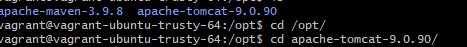 apache-maven-3.9.8  apache-tomcat-9.0.90
vagrant@vagrant-ubuntu-trusty-64:/opt$ cd /opt/
vagrant@vagrant-ubuntu-trusty-64:/opt$ cd apache-tomcat-9.0.90/